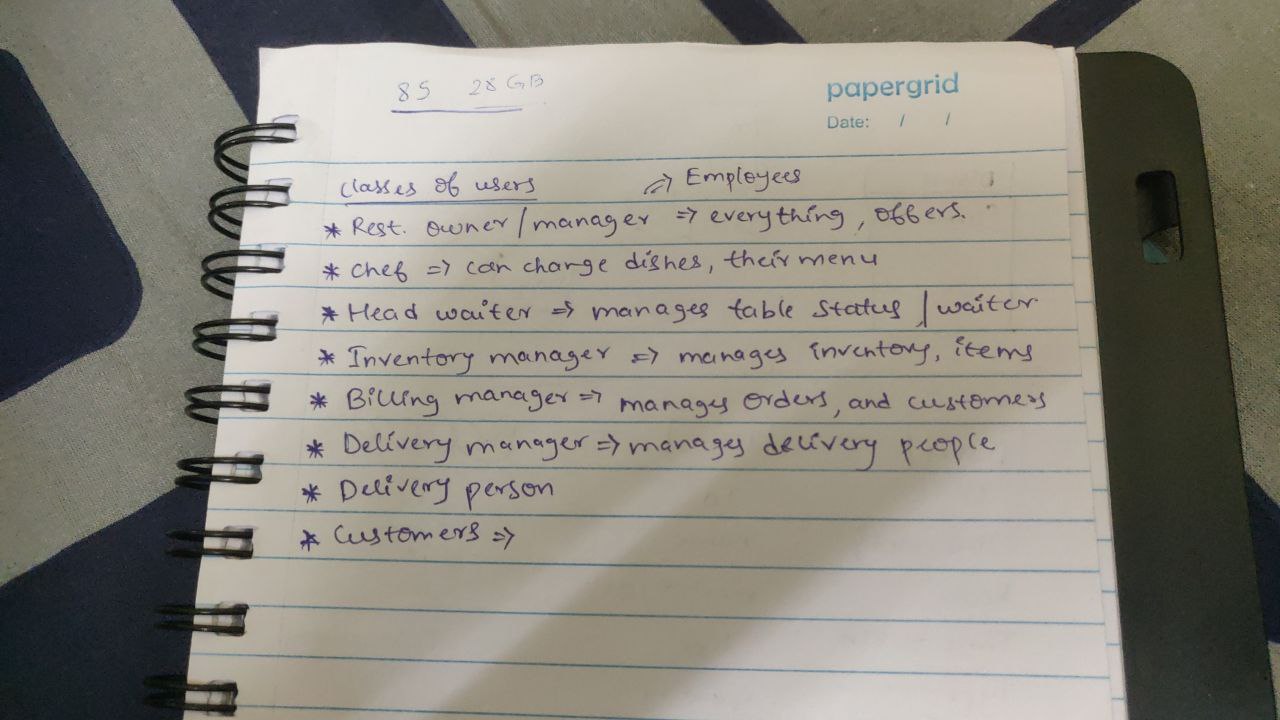 85 28 GB
papergrid
Date: / /
Classes of users
⇒ Employees
* Rest. owner/manager ⇒ everything, offers.
* Chef ⇒ can change dishes, their menu
* Head waiter ⇒ manages table status / waiter
* Inventory manager ⇒ manages inventory, items
* Billing manager ⇒ manages orders, and customers
* Delivery manager ⇒ manages delivery people
* Delivery person
* Customers ⇒